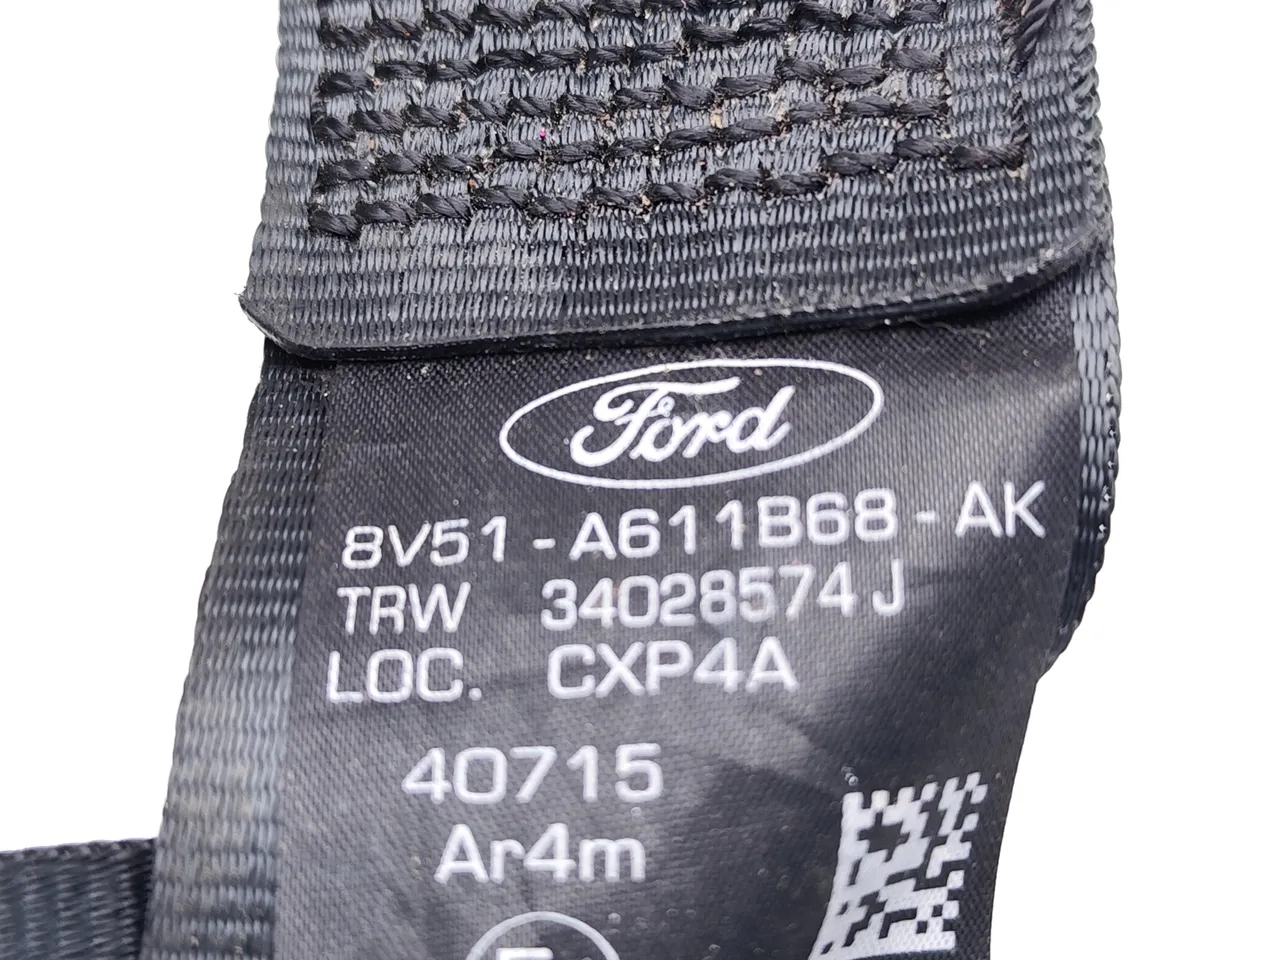 Ford
8V51-A611B68-AK
TRW 34028574J
LOC. CXP4A
40715
Ar4m